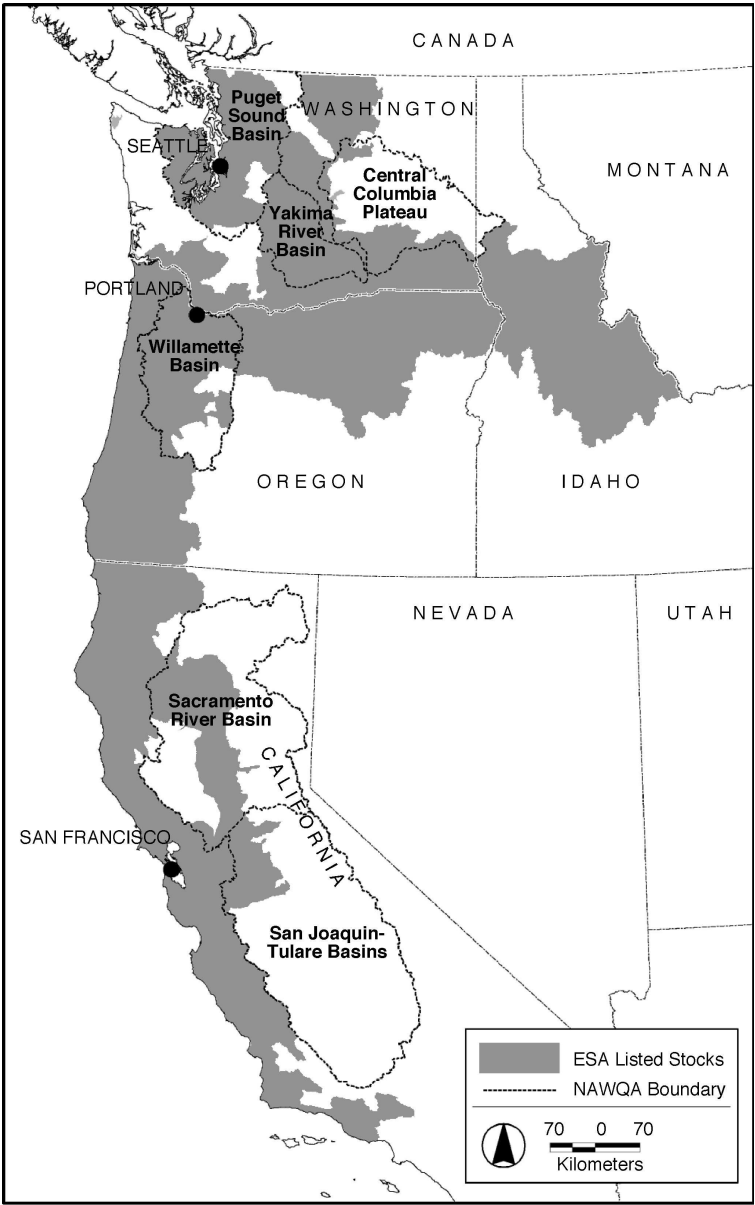 CANADA
WASHINGTON
Puget
Sound
Basin
SEATTLE
MONTANA
Central
Columbia
Plateau
Yakima
River
Basin
PORTLAND
Willamette
Basin
OREGON
IDAHO
NEVADA
UTAH
Sacramento
River Basin
CALIFORNIA
SAN FRANCISCO
San Joaquin-
Tulare Basins
ESA Listed Stocks
NAWQA Boundary
70 0 70
Kilometers